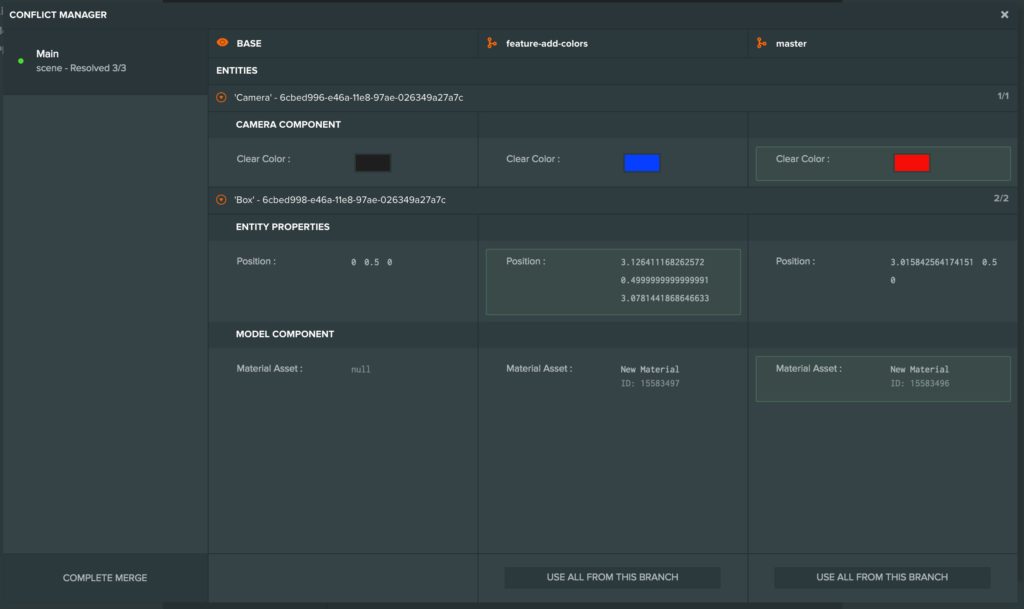 CONFLICT MANAGER
Main
scene - Resolved 3/3
BASE
feature-add-colors
master
ENTITIES
'Camera' - 6cbed996-e46a-11e8-97ae-026349a27a7c
1/1
CAMERA COMPONENT
Clear Color :
Clear Color :
Clear Color :
'Box' - 6cbed998-e46a-11e8-97ae-026349a27a7c
2/2
ENTITY PROPERTIES
Position :
0 0.5 0
Position :
3.126411168262572
0.4999999999999991
3.0781441868646633
Position :
3.015842564174151 0.5
0
MODEL COMPONENT
Material Asset :
null
Material Asset :
New Material
ID: 15583497
Material Asset :
New Material
ID: 15583496
COMPLETE MERGE
USE ALL FROM THIS BRANCH
USE ALL FROM THIS BRANCH